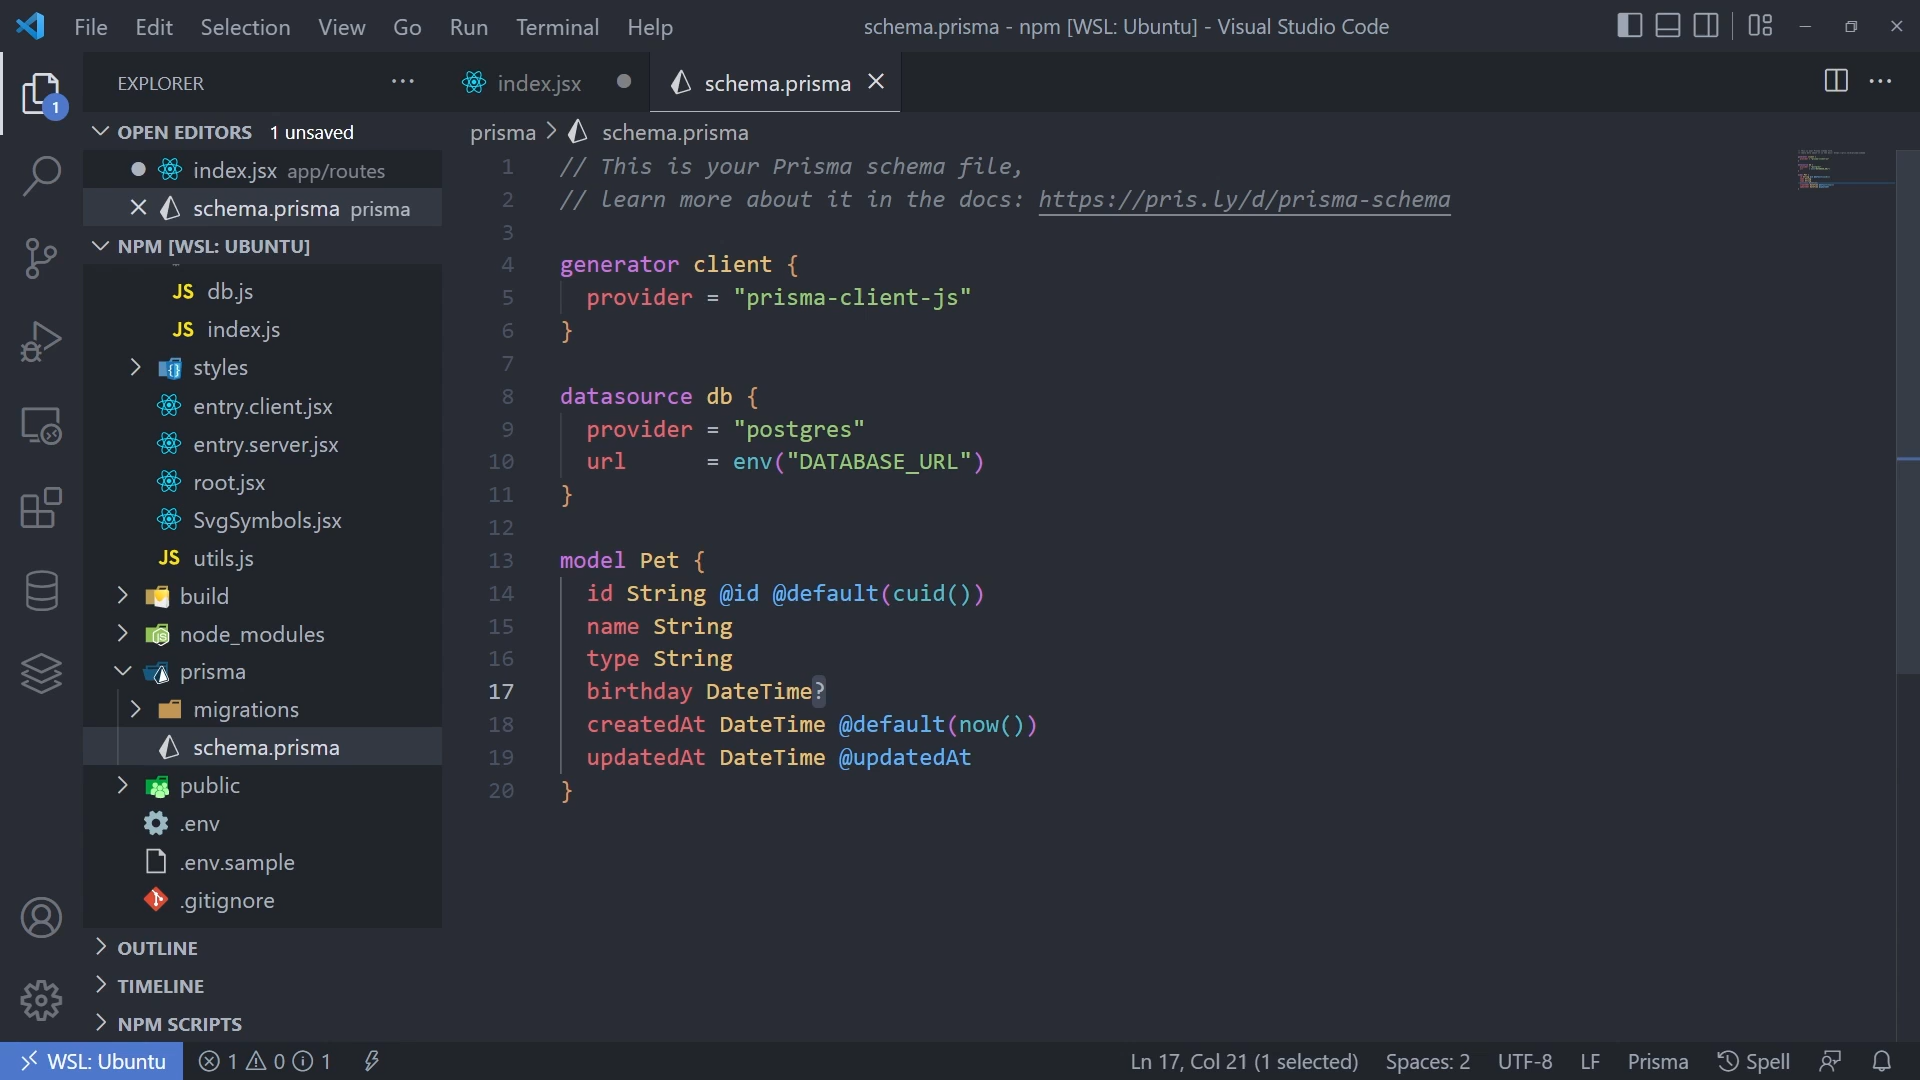 File Edit Selection View Go Run Terminal Help
schema.prisma - npm [WSL: Ubuntu] - Visual Studio Code
1
EXPLORER
OPEN EDITORS 1 unsaved
index.jsx app/routes
schema.prisma prisma
NPM [WSL: UBUNTU]
JS db.js
JS index.js
styles
entry.client.jsx
entry.server.jsx
root.jsx
SvgSymbols.jsx
JS utils.js
build
node_modules
prisma
migrations
schema.prisma
public
.env
.env.sample
.gitignore
OUTLINE
TIMELINE
NPM SCRIPTS
index.jsx
schema.prisma
prisma > schema.prisma
1 // This is your Prisma schema file,
2 // learn more about it in the docs: https://pris.ly/d/prisma-schema
3
4 generator client {
5 provider = "prisma-client-js"
6 }
7
8 datasource db {
9 provider = "postgres"
10 url = env("DATABASE_URL")
11 }
12
13 model Pet {
14 id String @id @default(cuid())
15 name String
16 type String
17 birthday DateTime?
18 createdAt DateTime @default(now())
19 updatedAt DateTime @updatedAt
20 }
WSL: Ubuntu 1 0 1
Ln 17, Col 21 (1 selected) Spaces: 2 UTF-8 LF Prisma Spell